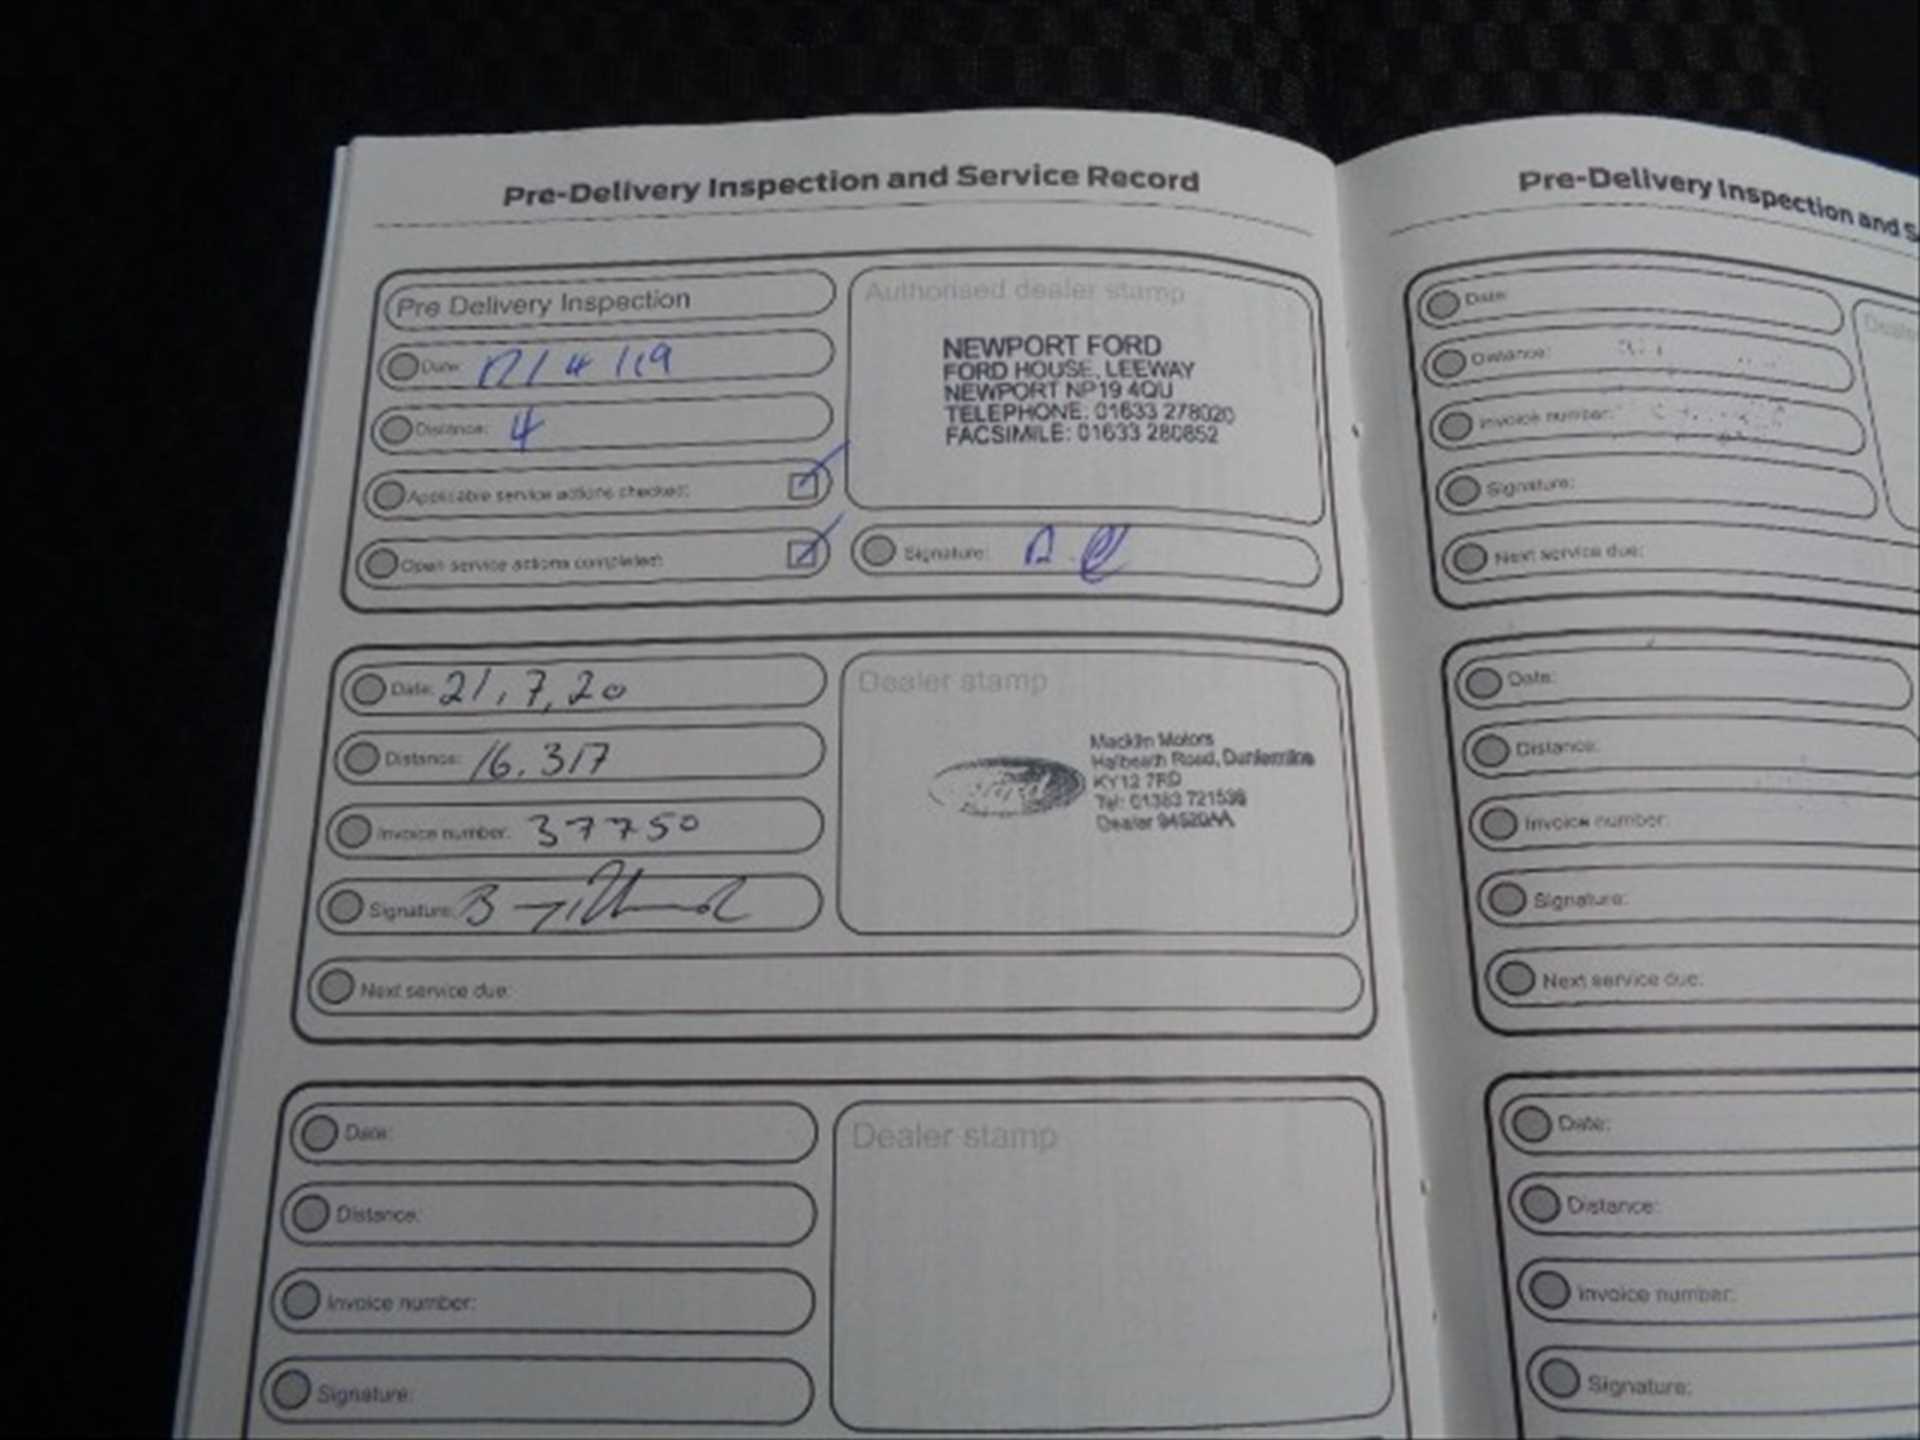 Pre-Delivery Inspection and Service Record
Pre Delivery Inspection
Date: 17/4/19
Distance: 4
Applicable service actions checked:
Open service actions completed:
Authorised dealer stamp
NEWPORT FORD
FORD HOUSE, LEEWAY
NEWPORT NP19 4QU
TELEPHONE: 01633 278020
FACSIMILE: 01633 280852
Signature:
Date: 21.7.20
Distance: 16.317
Invoice number: 37750
Signature:
Next service due:
Dealer stamp
Ford
Macklin Motors
Halbeath Road, Dunfermline
KY12 7RD
Tel: 01383 721536
Dealer
Date:
Distance:
Invoice number:
Signature:
Dealer stamp
Pre-Delivery Inspection and S
Date:
Distance:
Invoice number:
Signature:
Next service due:
Deale
Date:
Distance:
Invoice number:
Signature:
Next service due:
Date:
Distance:
Invoice number:
Signature: